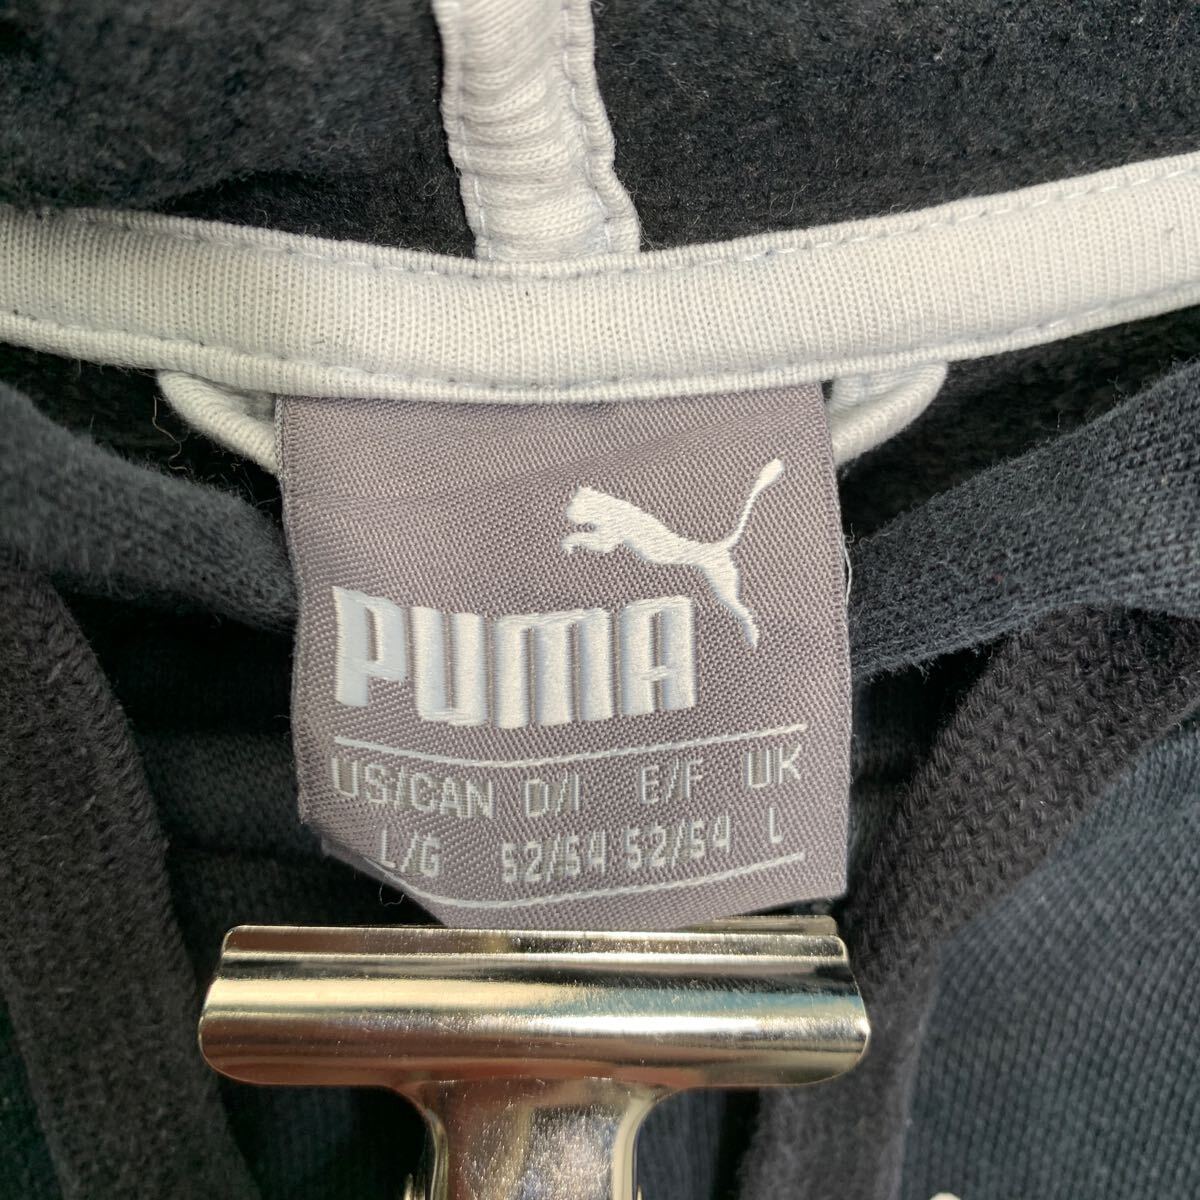 PUMA
US/CAN D/I E/F UK
L/G 52/54 52/54 L